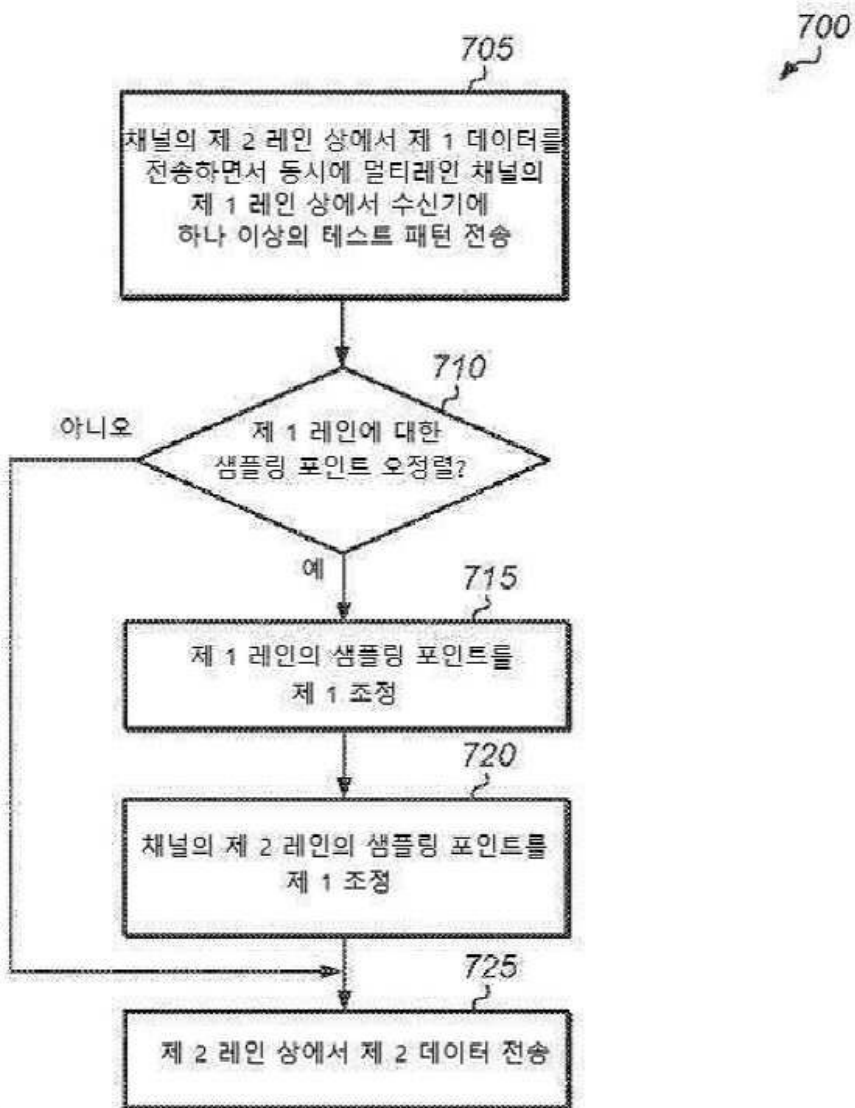 700
705
채널의 제 2 레인 상에서 제 1 데이터를
전송하면서 동시에 멀티레인 채널의
제 1 레인 상에서 수신기에
하나 이상의 테스트 패턴 전송
710
아니오
제 1 레인에 대한
샘플링 포인트 오정렬?
예
715
제 1 레인의 샘플링 포인트를
제 1 조정
720
채널의 제 2 레인의 샘플링 포인트를
제 1 조정
725
제 2 레인 상에서 제 2 데이터 전송